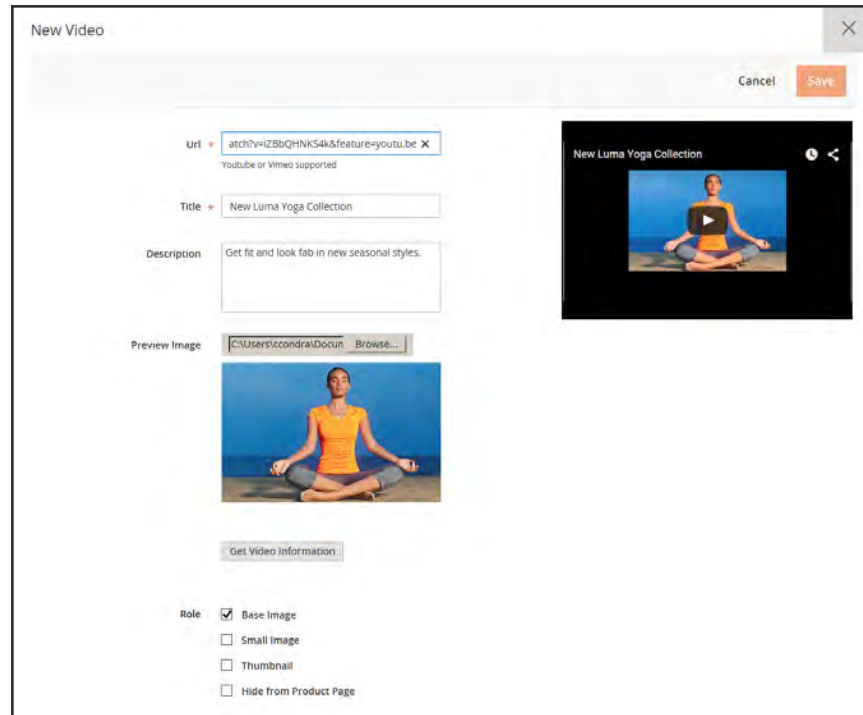 New Video
Cancel Save
Url * atch?v=iZBbQHNKS4k&feature=youtu.be ✕
Youtube or Vimeo supported
New Luma Yoga Collection
Title * New Luma Yoga Collection
Description Get fit and look fab in new seasonal styles.
Preview Image C:\Users\ccondra\Docun Browse...
Get Video Information
Role Base Image
Small Image
Thumbnail
Hide from Product Page